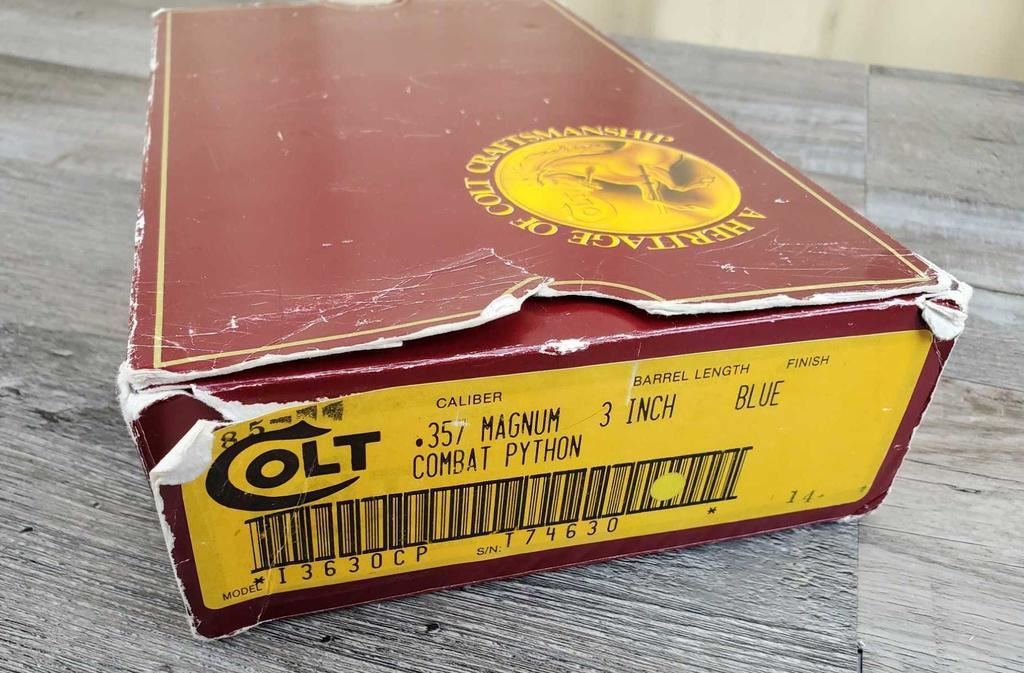 A HERITAGE OF COLT CRAFTSMANSHIP
COLT
85-
COLT
CALIBER BARREL LENGTH FINISH
.357 MAGNUM 3 INCH BLUE
COMBAT PYTHON
MODEL *I3630CP S/N: T74630 *
14-